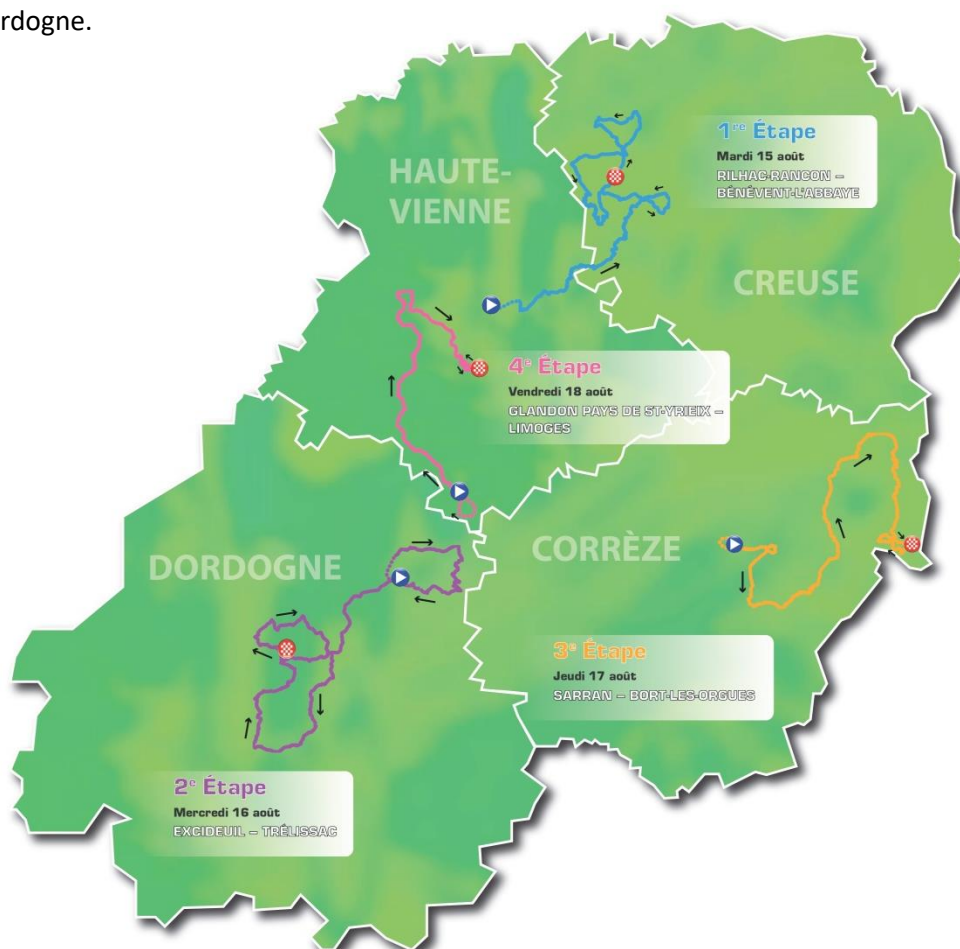 rdogne.
1re Étape
Mardi 15 août
RILHAC-RANCON –
BÉNÉVENT-L'ABBAYE
HAUTE-
VIENNE
CREUSE
4e Étape
Vendredi 18 août
GLANDON PAYS DE ST-YRIEIX –
LIMOGES
DORDOGNE
CORRÈZE
3e Étape
Jeudi 17 août
SARRAN – BORT-LES-ORGUES
2e Étape
Mercredi 16 août
EXCIDEUIL – TRÉLISSAC